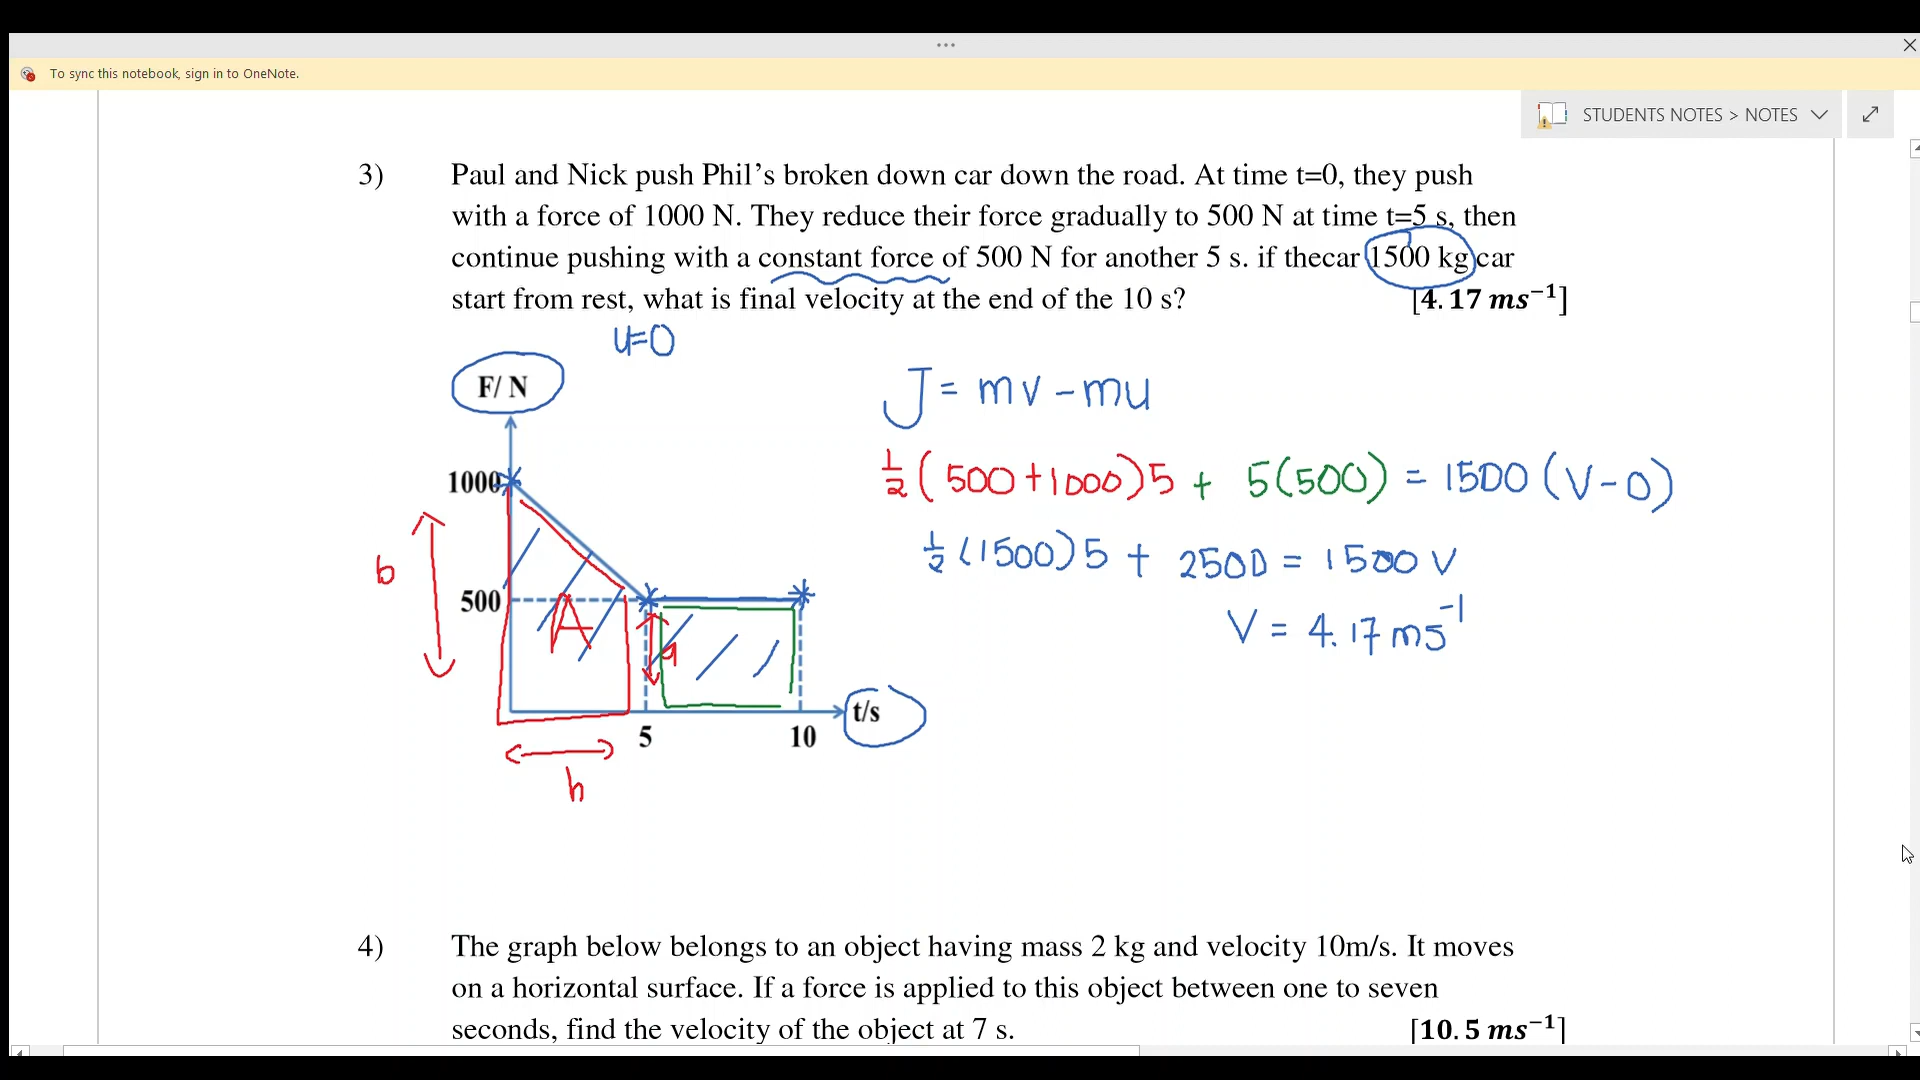 To sync this notebook, sign in to OneNote.
STUDENTS NOTES > NOTES
3) Paul and Nick push Phil’s broken down car down the road. At time t=0, they push
with a force of 1000 N. They reduce their force gradually to 500 N at time t=5 s, then
continue pushing with a constant force of 500 N for another 5 s. if thecar 1500 kg car
start from rest, what is final velocity at the end of the 10 s? [4.17 ms⁻¹]
u=0
F/ N
J = mv - mu
1000
½(500+1000)5 + 5(500) = 1500(V-0)
b
½(1500)5 + 2500 = 1500V
500
A
a
V = 4.17 ms⁻¹
t/s
5 10
h
4) The graph below belongs to an object having mass 2 kg and velocity 10m/s. It moves
on a horizontal surface. If a force is applied to this object between one to seven
seconds, find the velocity of the object at 7 s. [10.5 ms⁻¹]